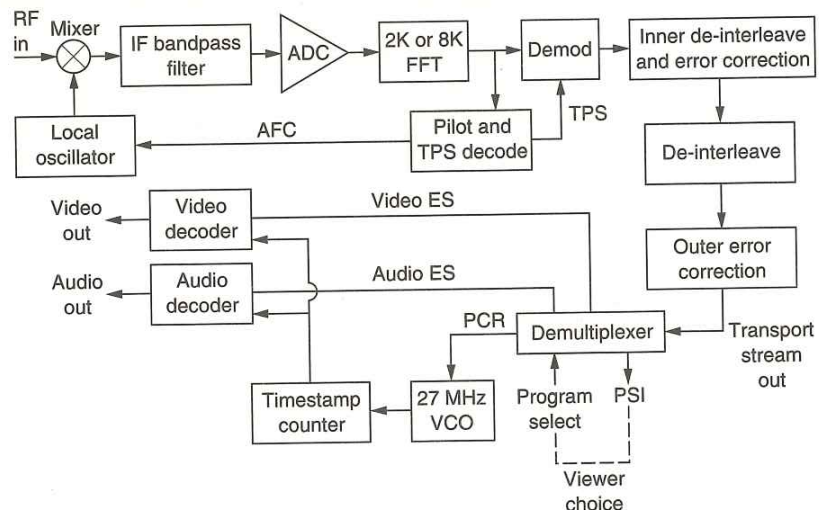 RF
in
Mixer
IF bandpass
filter
ADC
2K or 8K
FFT
Demod
Inner de-interleave
and error correction
TPS
Local
oscillator
AFC
Pilot and
TPS decode
De-interleave
Video
out
Video
decoder
Video ES
Outer error
correction
Audio
out
Audio
decoder
Audio ES
PCR
Demultiplexer
Transport
stream
out
Timestamp
counter
27 MHz
VCO
Program
select
PSI
Viewer
choice